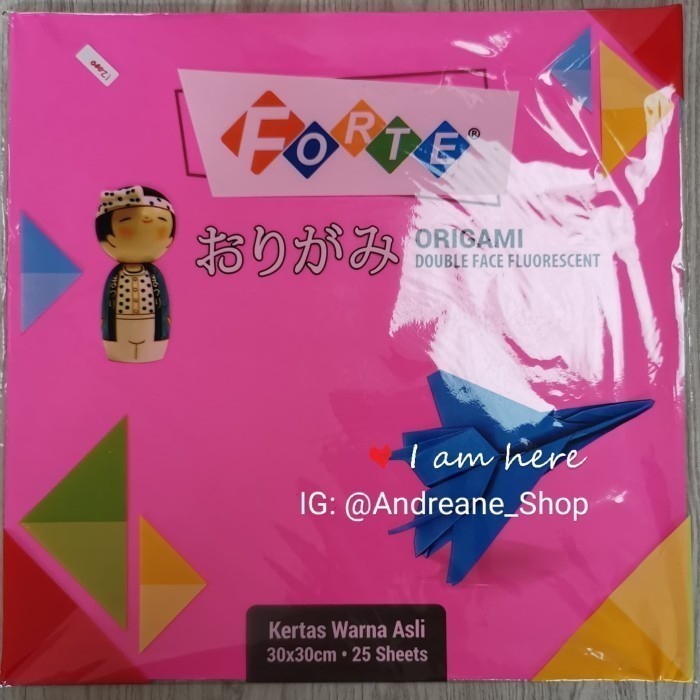 12000
FORTE®
おりがみ
ORIGAMI
DOUBLE FACE FLUORESCENT
I am here
IG: @Andreane_Shop
Kertas Warna Asli
30x30cm • 25 Sheets